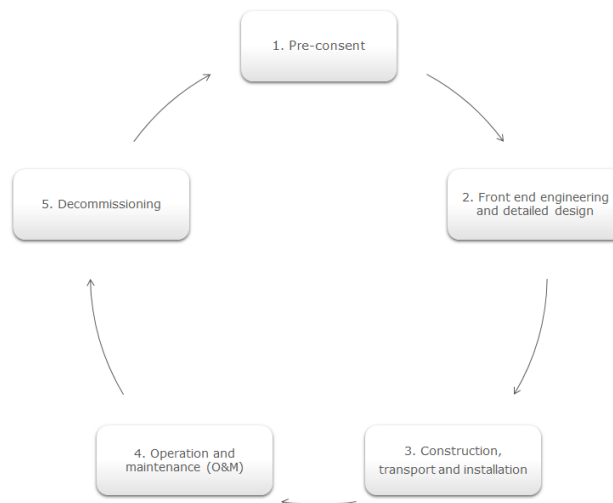 1. Pre-consent
2. Front end engineering
and detailed design
3. Construction,
transport and installation
4. Operation and
maintenance (O&M)
5. Decommissioning